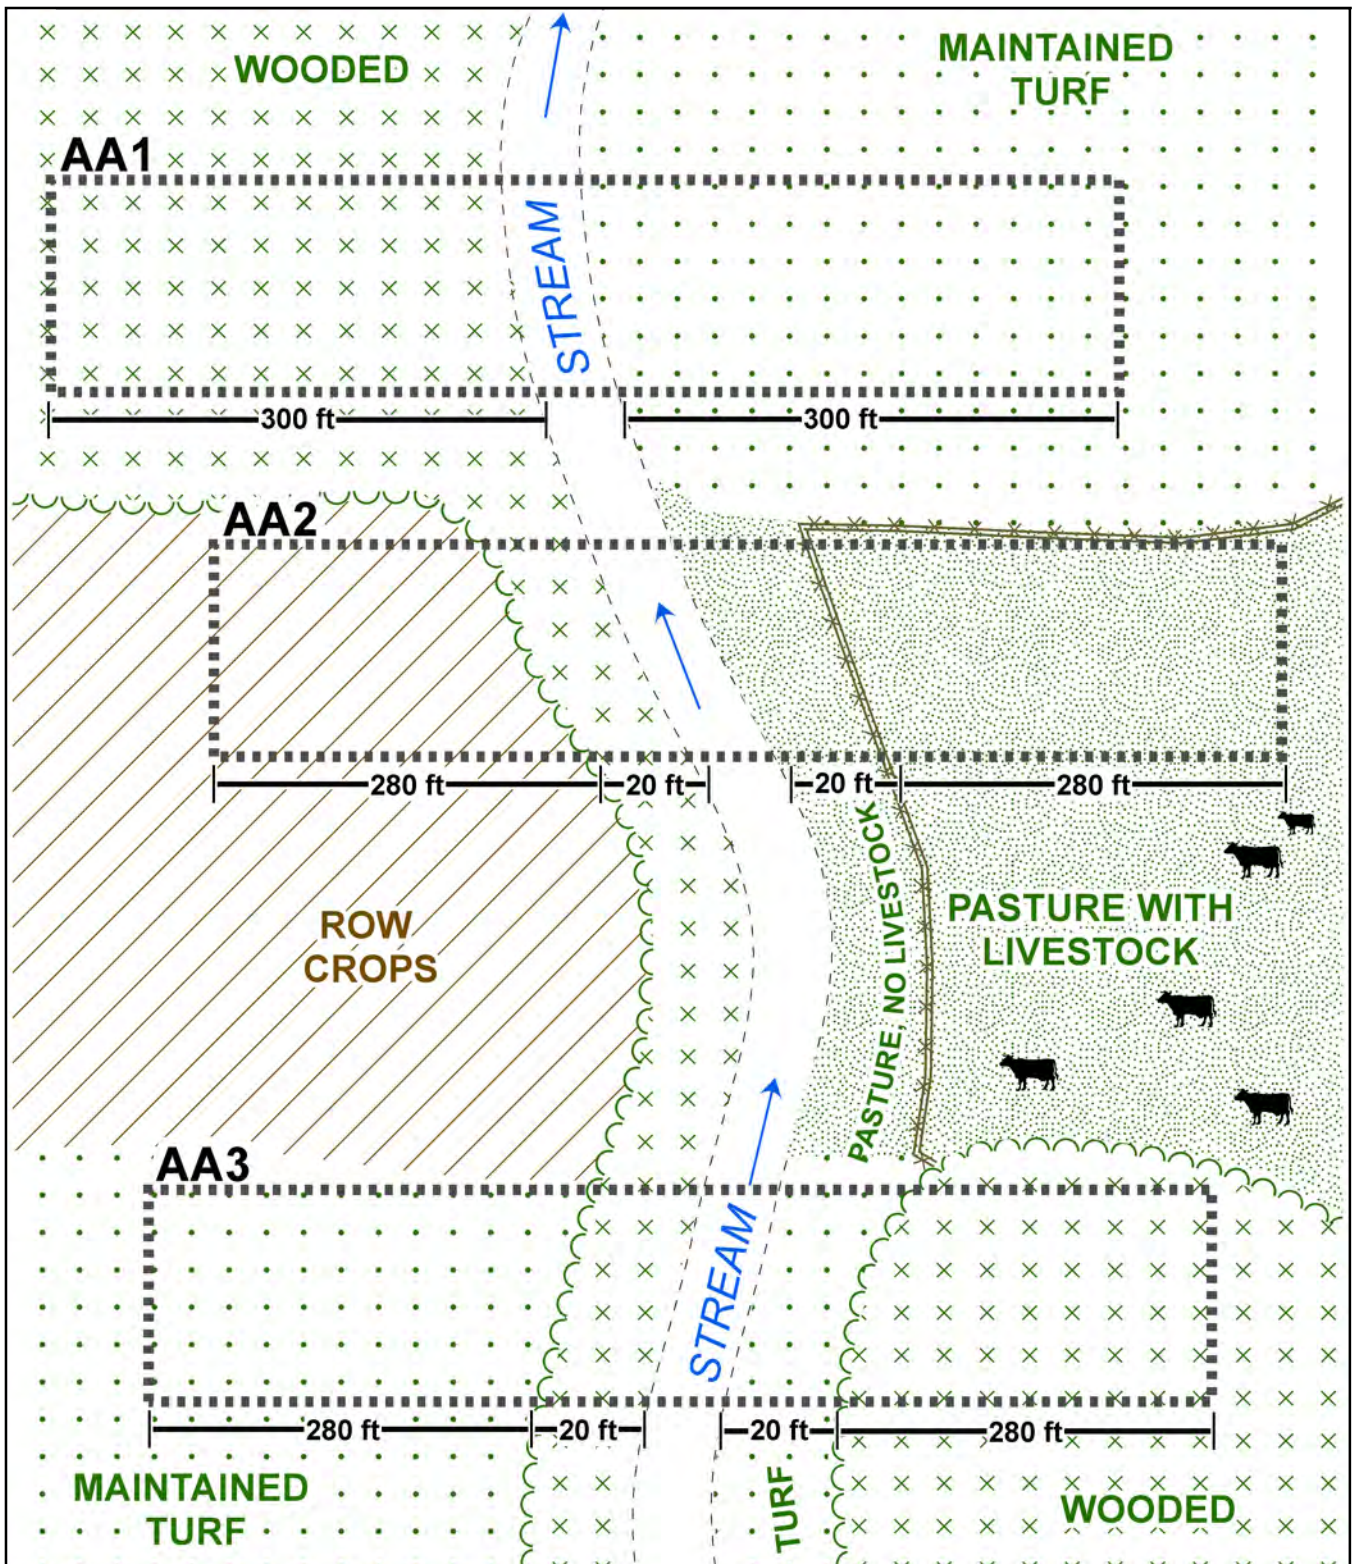 WOODED
MAINTAINED
TURF
AA1
STREAM
300 ft
300 ft
AA2
280 ft
20 ft
20 ft
280 ft
ROW
CROPS
PASTURE, NO LIVESTOCK
PASTURE WITH
LIVESTOCK
AA3
STREAM
280 ft
20 ft
20 ft
280 ft
MAINTAINED
TURF
TURF
WOODED